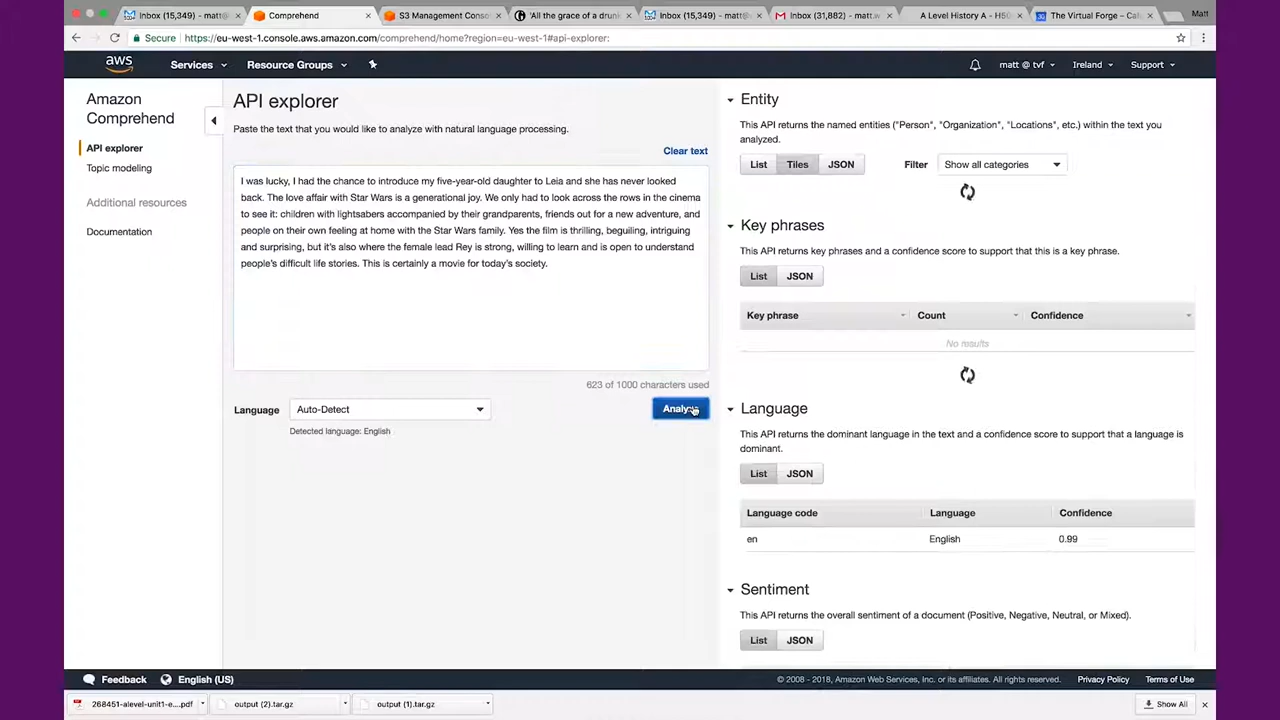 Inbox (15,349) - matt@
Comprehend
S3 Management Conso
'All the grace of a drunk
Inbox (15,349) - matt@
Inbox (31,882) - matt.w
A Level History A - H50
The Virtual Forge – Cal
Matt
Secure
https://eu-west-1.console.aws.amazon.com/comprehend/home?region=eu-west-1#api-explorer:
aws
Services
Resource Groups
matt @ tvf
Ireland
Support
Amazon
Comprehend
API explorer
Topic modeling
Additional resources
Documentation
API explorer
Paste the text that you would like to analyze with natural language processing.
Clear text
I was lucky, I had the chance to introduce my five-year-old daughter to Leia and she has never looked
back. The love affair with Star Wars is a generational joy. We only had to look across the rows in the cinema
to see it: children with lightsabers accompanied by their grandparents, friends out for a new adventure, and
people on their own feeling at home with the Star Wars family. Yes the film is thrilling, beguiling, intriguing
and surprising, but it's also where the female lead Rey is strong, willing to learn and is open to understand
people's difficult life stories. This is certainly a movie for today's society.
623 of 1000 characters used
Language
Auto-Detect
Analyze
Detected language: English
Entity
This API returns the named entities ("Person", "Organization", "Locations", etc.) within the text you
analyzed.
List
Tiles
JSON
Filter
Show all categories
Key phrases
This API returns key phrases and a confidence score to support that this is a key phrase.
List
JSON
Key phrase
Count
Confidence
No results
Language
This API returns the dominant language in the text and a confidence score to support that a language is
dominant.
List
JSON
Language code
Language
Confidence
en
English
0.99
Sentiment
This API returns the overall sentiment of a document (Positive, Negative, Neutral, or Mixed).
List
JSON
Feedback
English (US)
© 2008 - 2018, Amazon Web Services, Inc. or its affiliates. All rights reserved.
Privacy Policy
Terms of Use
268451-alevel-unit1-e....pdf
output (2).tar.gz
output (1).tar.gz
Show All